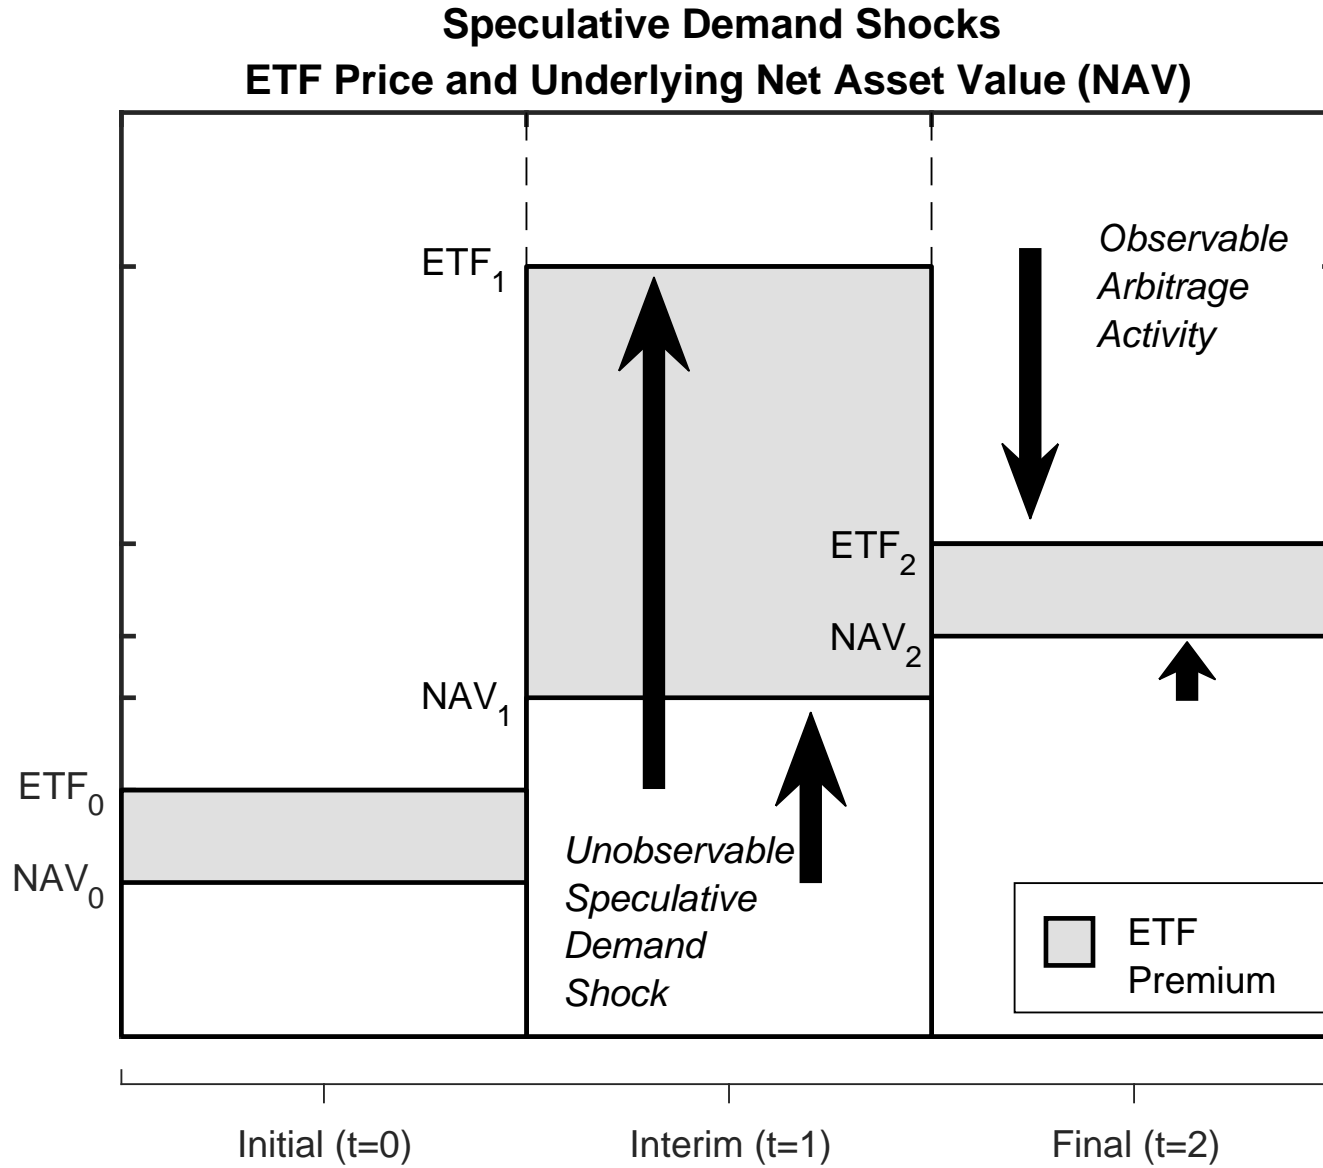 Speculative Demand Shocks
ETF Price and Underlying Net Asset Value (NAV)
ETF₁
Observable
Arbitrage
Activity
ETF₂
NAV₂
NAV₁
ETF₀
NAV₀
Unobservable
Speculative
Demand
Shock
ETF
Premium
Initial (t=0)
Interim (t=1)
Final (t=2)